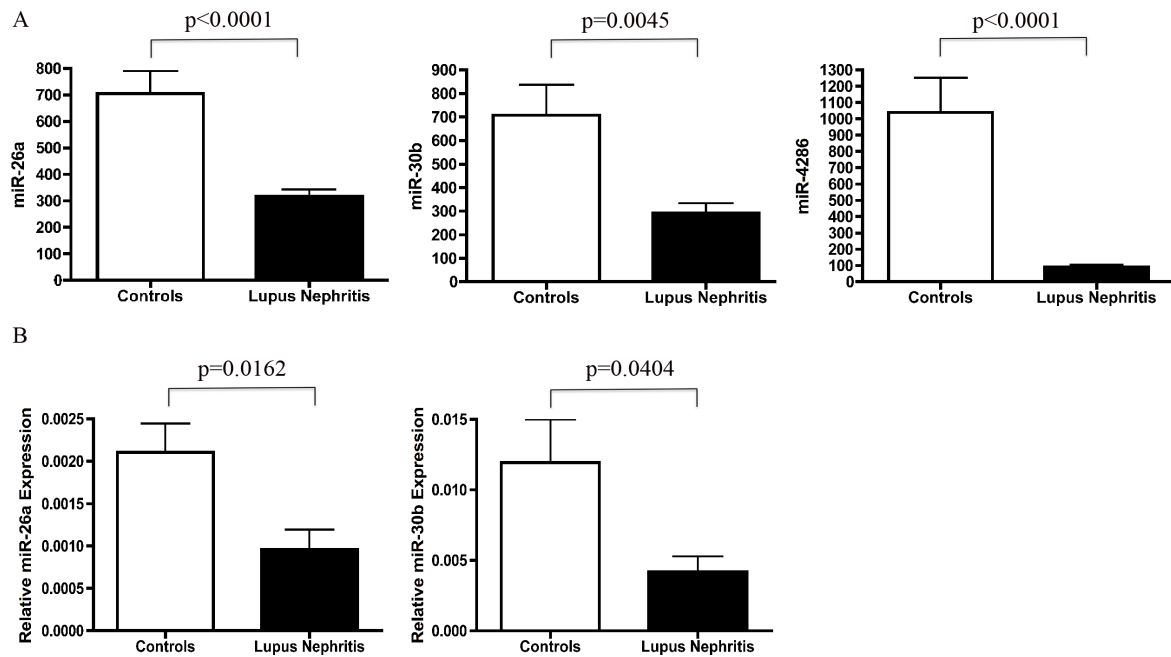 A
p<0.0001
p=0.0045
p<0.0001
miR-26a
800
700
600
500
400
300
200
100
0
Controls
Lupus Nephritis
miR-30b
900
800
700
600
500
400
300
200
100
0
Controls
Lupus Nephritis
miR-4286
1300
1200
1100
1000
900
800
700
600
500
400
300
200
100
0
Controls
Lupus Nephritis
B
p=0.0162
p=0.0404
Relative miR-26a Expression
0.0025
0.0020
0.0015
0.0010
0.0005
0.0000
Controls
Lupus Nephritis
Relative miR-30b Expression
0.015
0.010
0.005
0.000
Controls
Lupus Nephritis